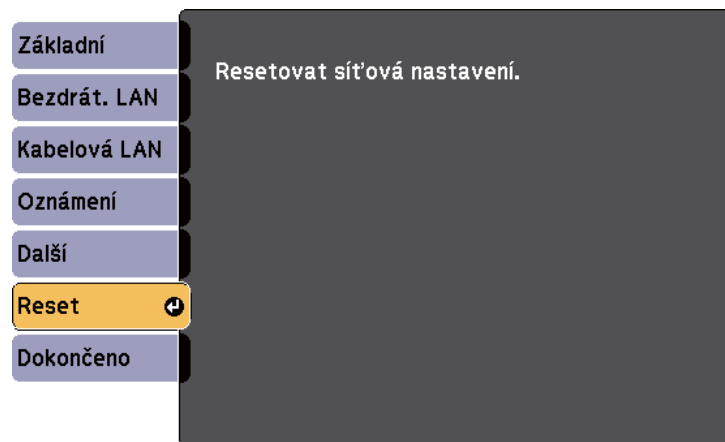 Základní
Bezdrát. LAN
Kabelová LAN
Oznámení
Další
Reset
Dokončeno
Resetovat síťová nastavení.